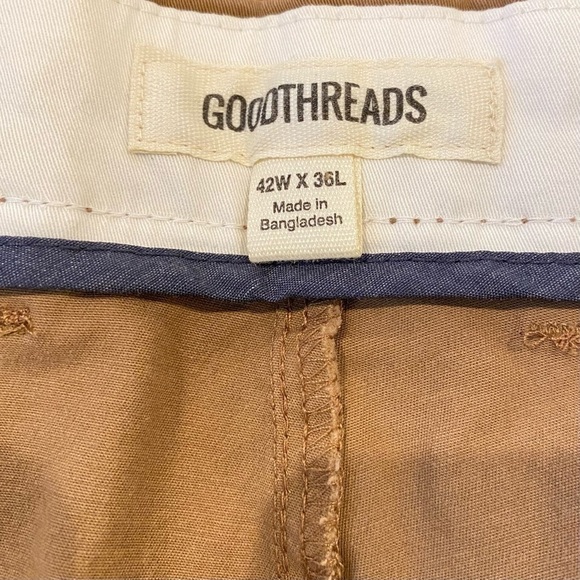 GOODTHREADS
42W X 36L
Made in
Bangladesh